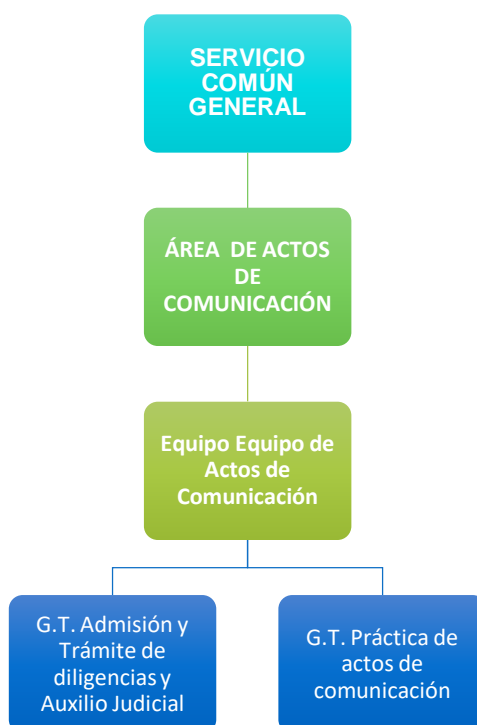 SERVICIO
COMÚN
GENERAL
ÁREA DE ACTOS
DE
COMUNICACIÓN
Equipo Equipo de
Actos de
Comunicación
G.T. Admisión y
Trámite de
diligencias y
Auxilio Judicial
G.T. Práctica de
actos de
comunicación